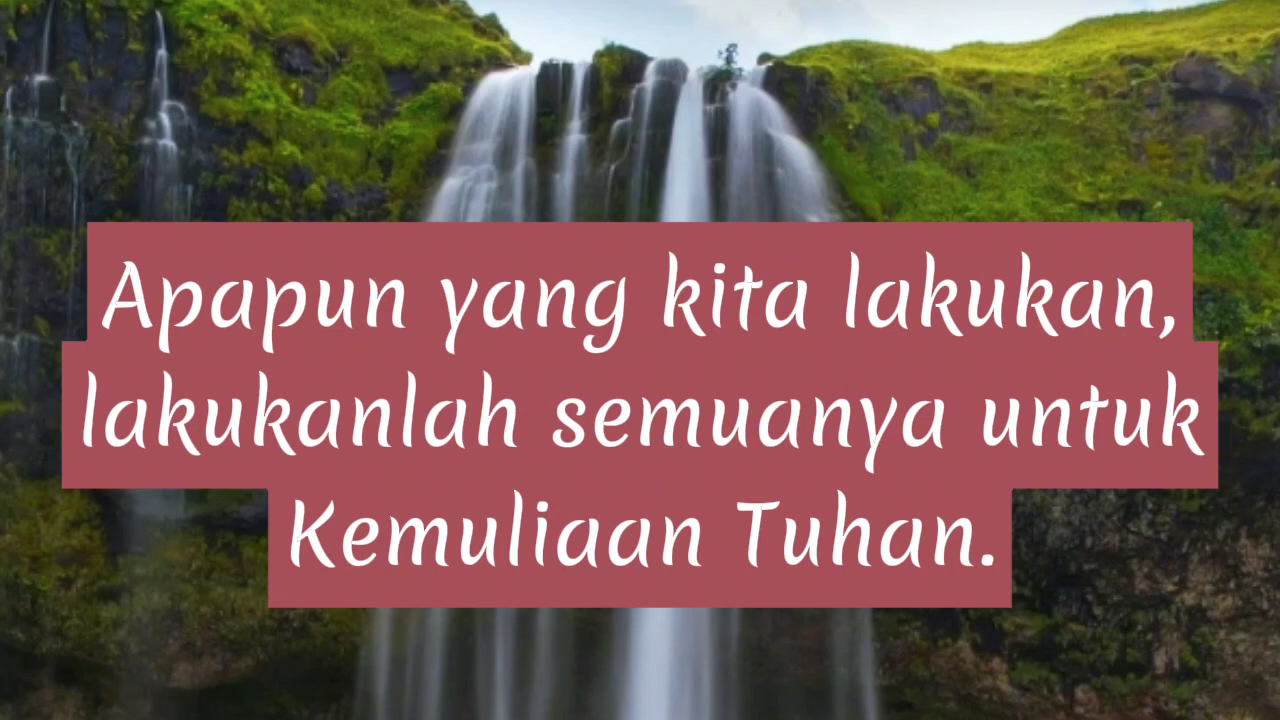 Apapun yang kita lakukan,
lakukanlah semuanya untuk
Kemuliaan Tuhan.